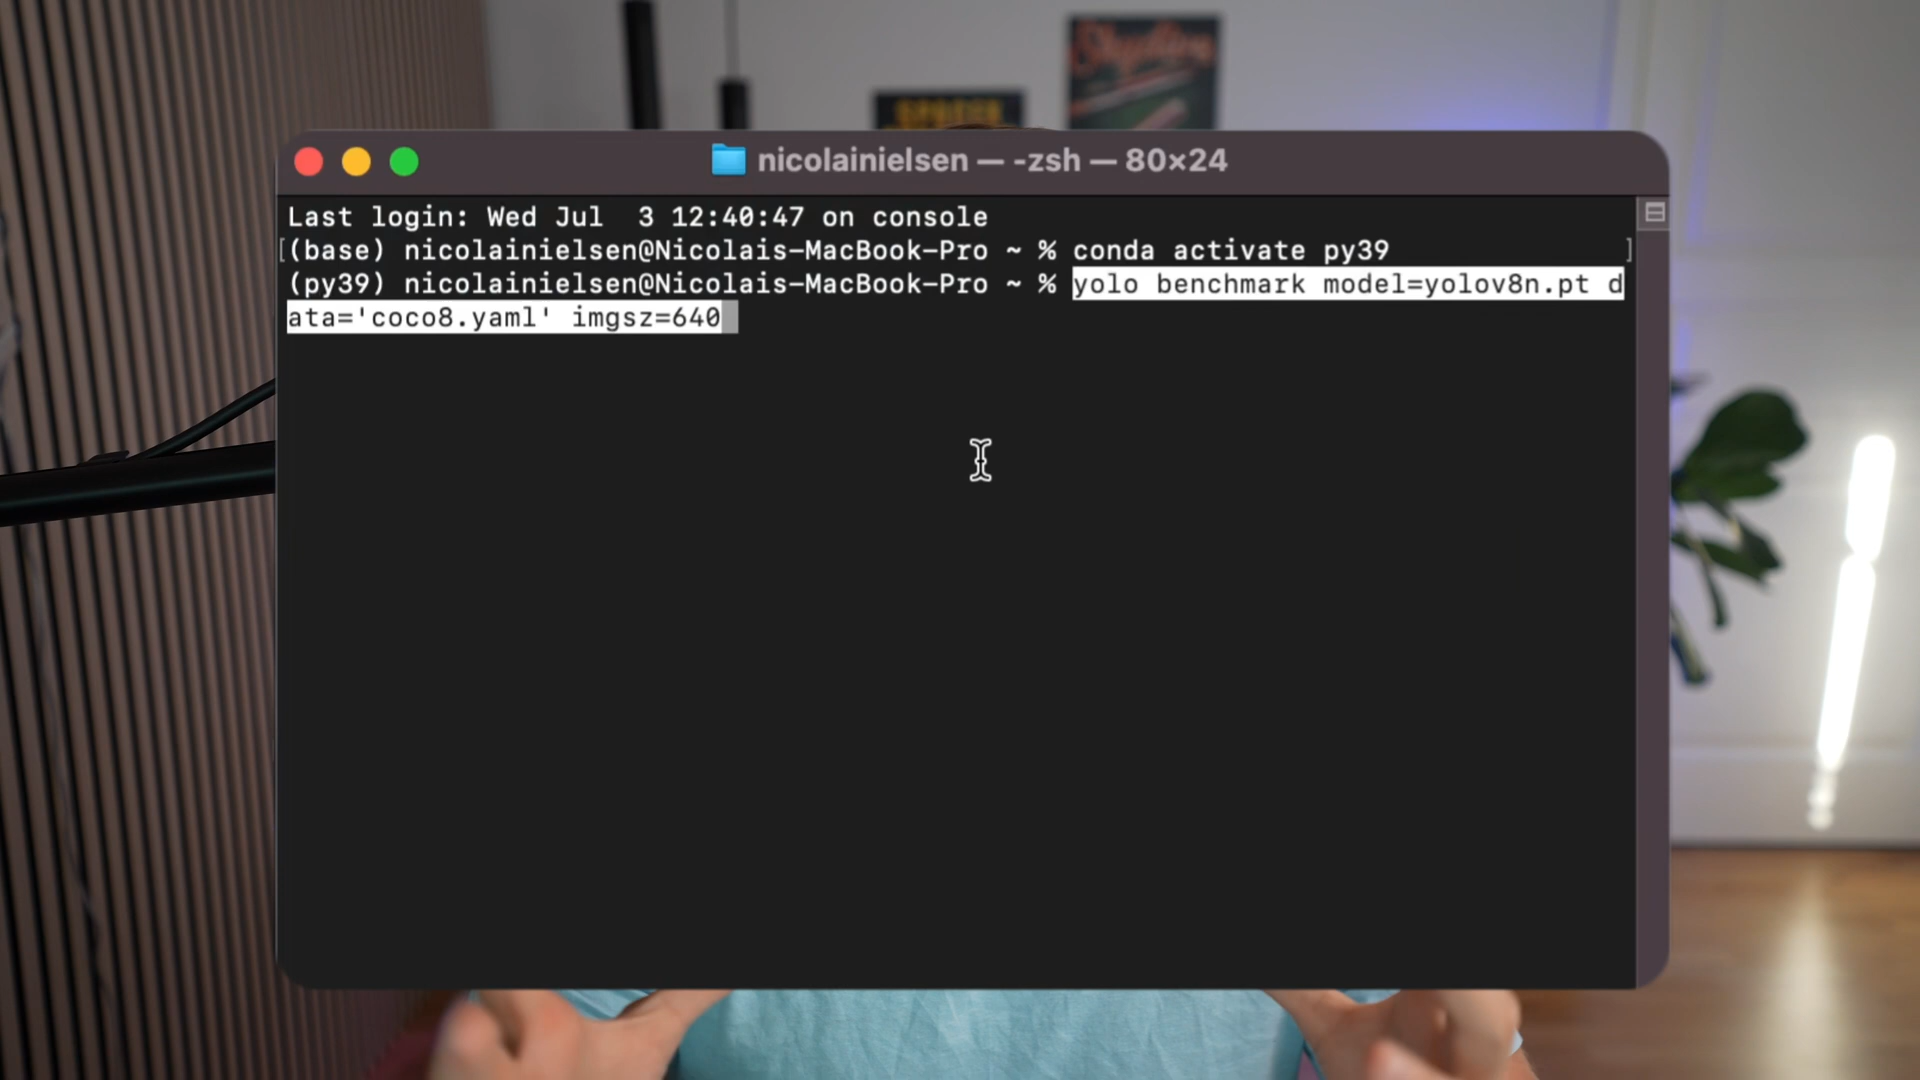 Skydive
nicolainielsen — -zsh — 80×24
Last login: Wed Jul  3 12:40:47 on console
[(base) nicolainielsen@Nicolais-MacBook-Pro ~ % conda activate py39 ]
(py39) nicolainielsen@Nicolais-MacBook-Pro ~ % yolo benchmark model=yolov8n.pt d
ata='coco8.yaml' imgsz=640